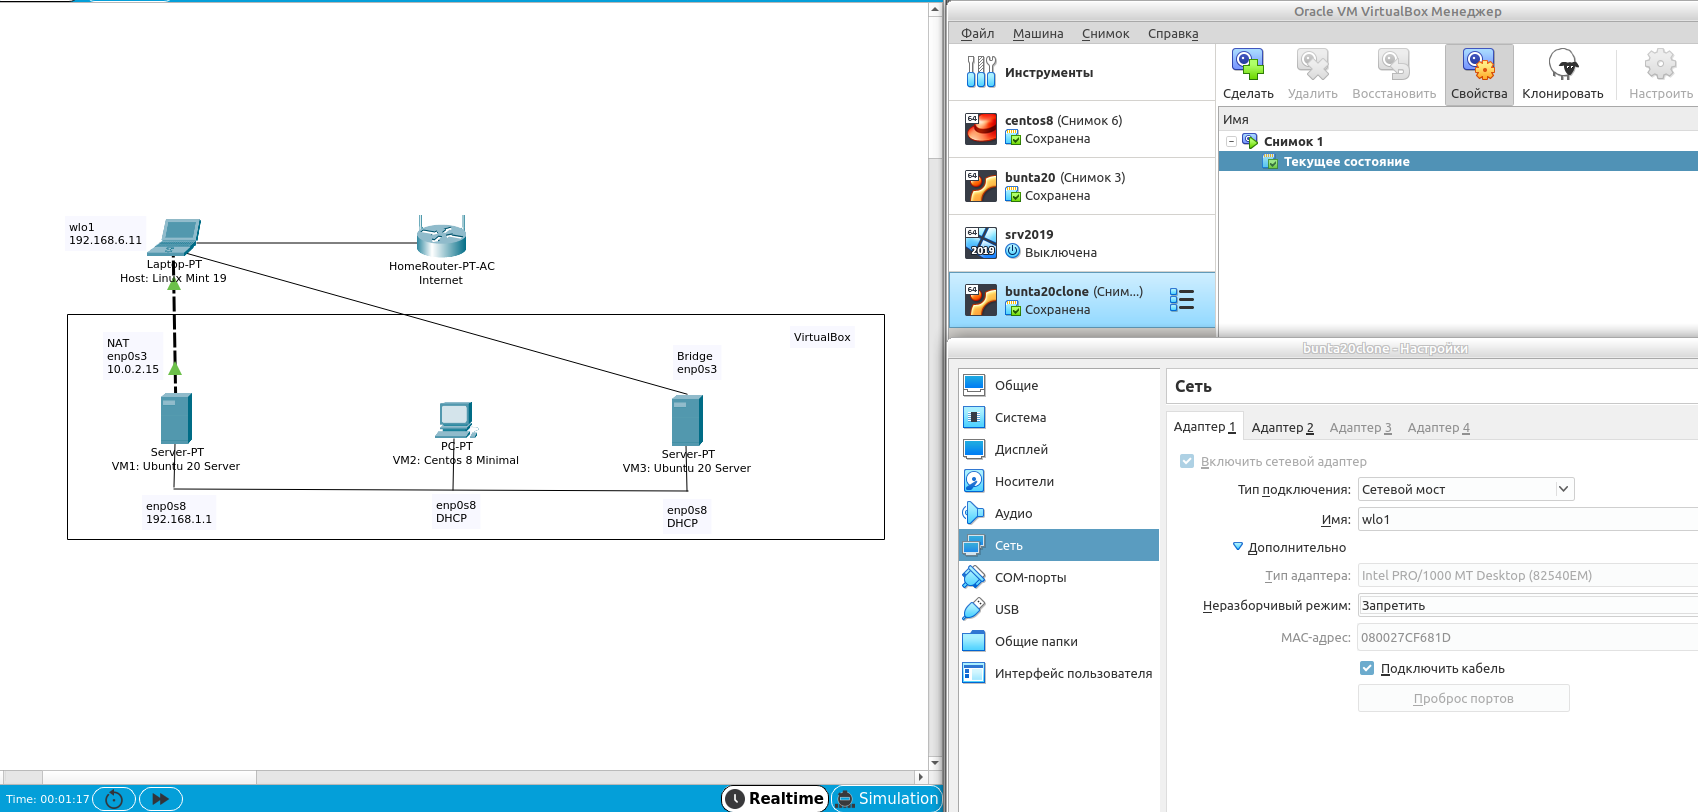 wlo1
192.168.6.11
Laptop-PT
Host: Linux Mint 19
HomeRouter-PT-AC
Internet
VirtualBox
NAT
enp0s3
10.0.2.15
Bridge
enp0s3
Server-PT
VM1: Ubuntu 20 Server
PC-PT
VM2: Centos 8 Minimal
Server-PT
VM3: Ubuntu 20 Server
enp0s8
192.168.1.1
enp0s8
DHCP
enp0s8
DHCP
Time: 00:01:17
Realtime
Simulation
Oracle VM VirtualBox Менеджер
Файл Машина Снимок Справка
Инструменты
64
centos8 (Снимок 6)
Сохранена
64
bunta20 (Снимок 3)
Сохранена
64
2019
srv2019
Выключена
64
bunta20clone (Сним...)
Сохранена
Сделать Удалить Восстановить Свойства Клонировать Настроить
Имя
Снимок 1
Текущее состояние
bunta20clone - Настройки
Общие
Система
Дисплей
Носители
Аудио
Сеть
COM-порты
USB
Общие папки
Интерфейс пользователя
Сеть
Адаптер 1 Адаптер 2 Адаптер 3 Адаптер 4
Включить сетевой адаптер
Тип подключения: Сетевой мост
Имя: wlo1
Дополнительно
Тип адаптера: Intel PRO/1000 MT Desktop (82540EM)
Неразборчивый режим: Запретить
MAC-адрес: 080027CF681D
Подключить кабель
Проброс портов